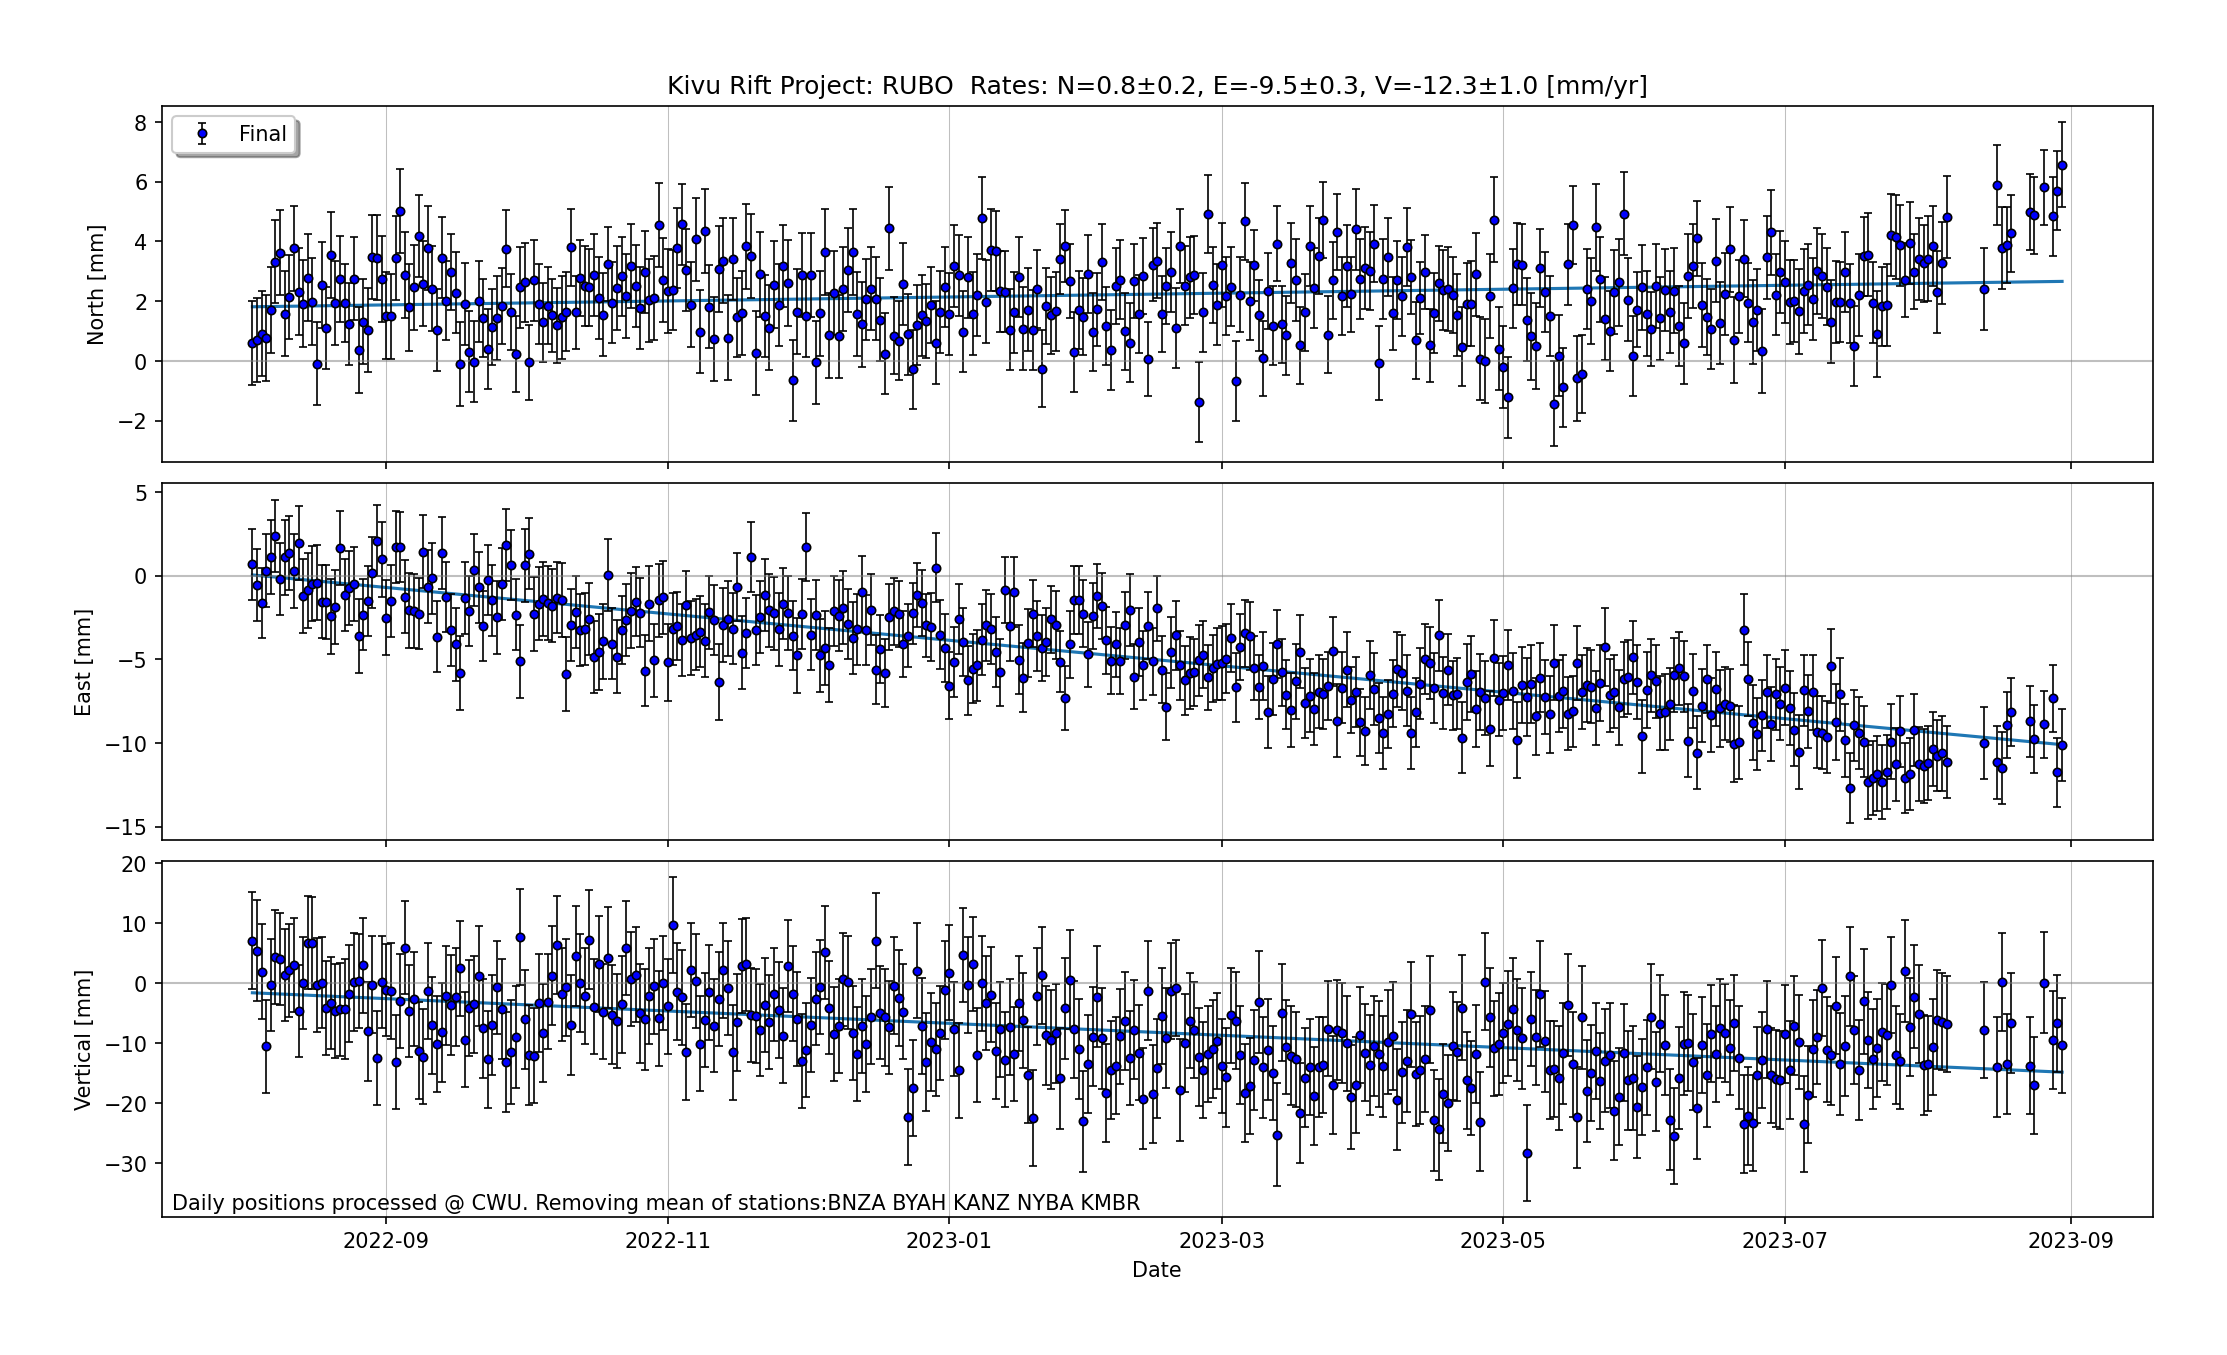 Kivu Rift Project: RUBO  Rates: N=0.8±0.2, E=-9.5±0.3, V=-12.3±1.0 [mm/yr]
Final
North [mm]
8
6
4
2
0
−2
East [mm]
5
0
−5
−10
−15
Vertical [mm]
20
10
0
−10
−20
−30
Daily positions processed @ CWU. Removing mean of stations:BNZA BYAH KANZ NYBA KMBR
2022-09 2022-11 2023-01 2023-03 2023-05 2023-07 2023-09
Date